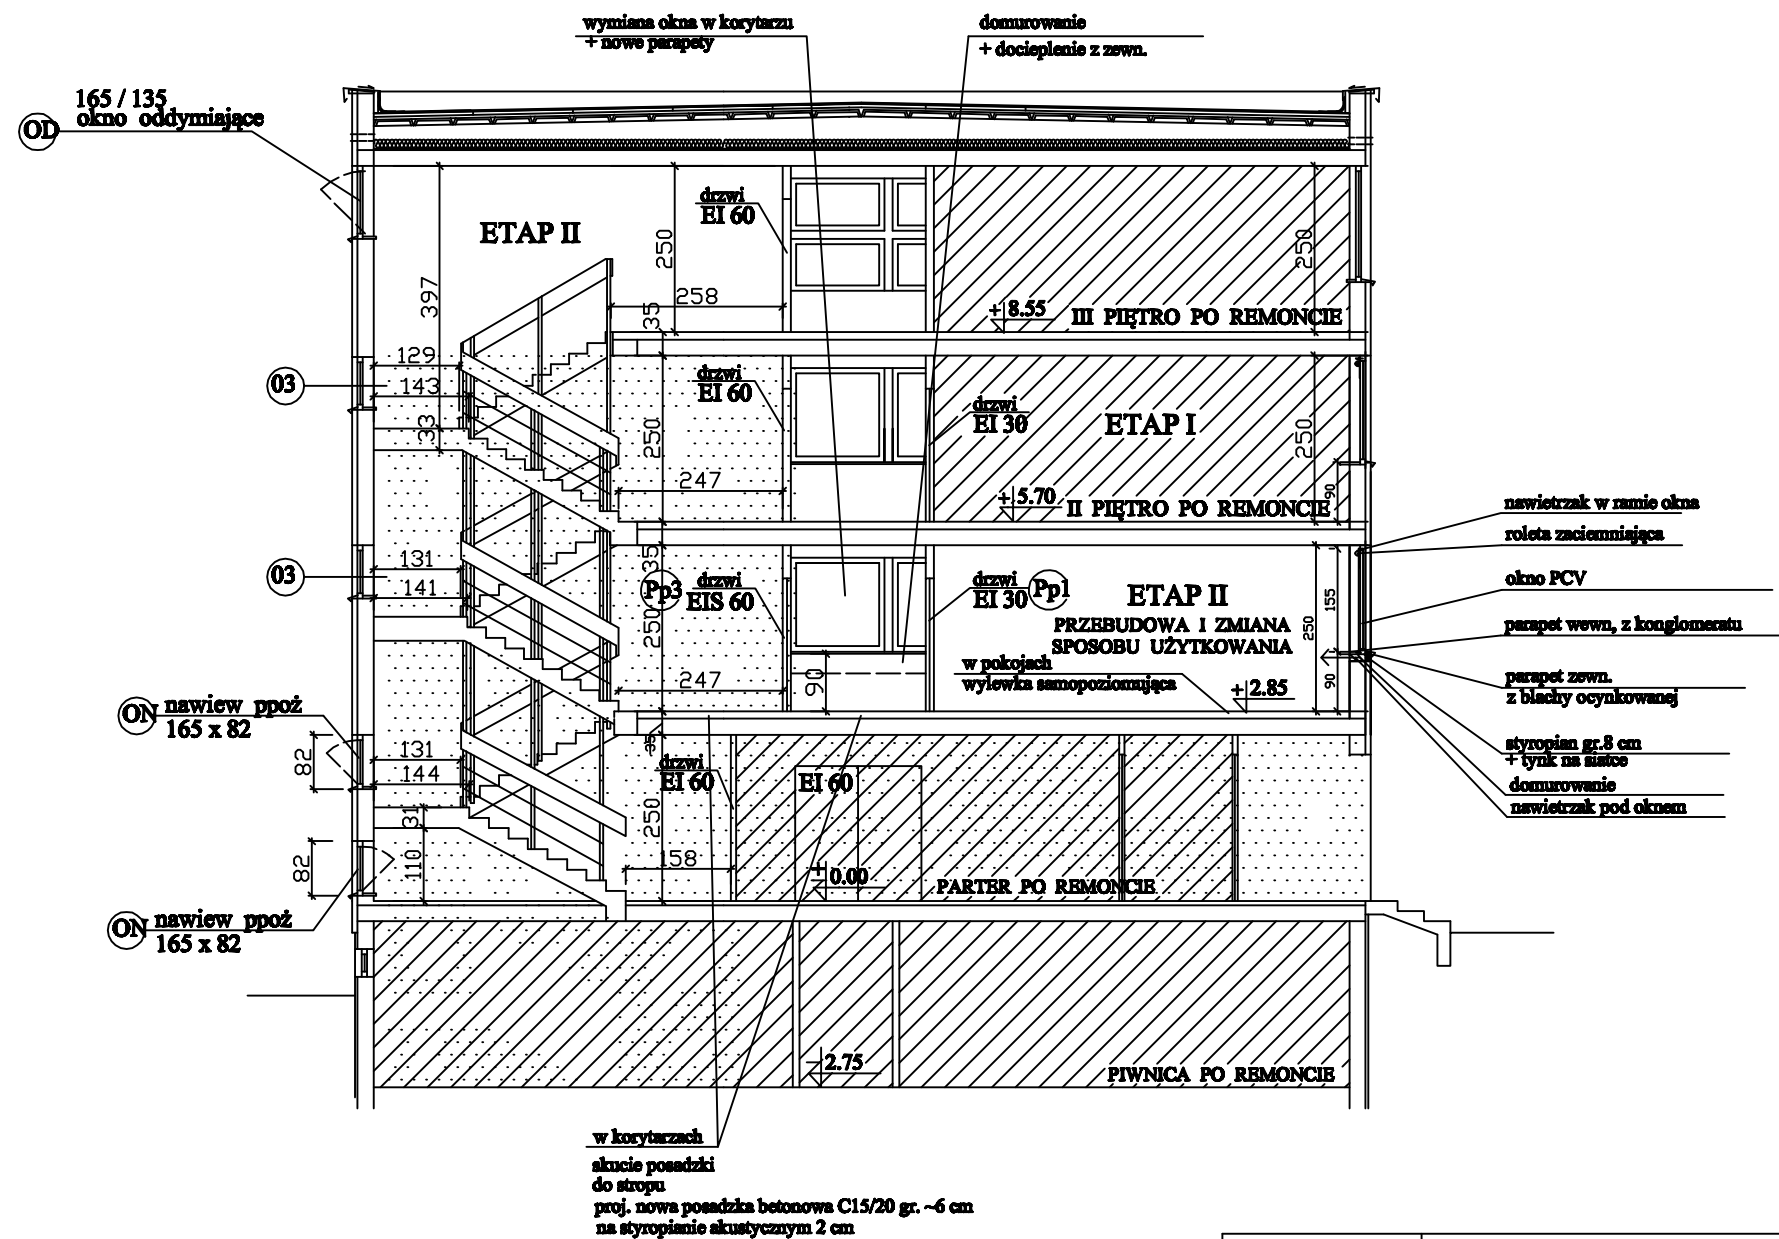 wymiana okna w korytarzu
+ nowe parapety
domurowanie
+ docieplenie z zewn.
165 / 135
okno oddymiające
OD
drzwi
EI 60
ETAP II
250
250
397
258
35
+ 8.55
III PIĘTRO PO REMONCIE
129
03
143
33
drzwi
EI 60
drzwi
EI 30
ETAP I
250
250
247
90
+ 5.70
II PIĘTRO PO REMONCIE
nawietrzak w ramie okna
roleta zaciemniająca
okno PCV
parapet wewn, z konglomeratu
parapet zewn.
z blachy ocynkowanej
styropian gr.8 cm
+ tynk na siatce
domurowanie
nawietrzak pod oknem
35
131
03
141
Pp3
drzwi
EIS 60
drzwi
EI 30
Pp1
ETAP II
PRZEBUDOWA I ZMIANA
SPOSOBU UŻYTKOWANIA
155
250
250
w pokojach
wylewka samopoziomująca
247
90
+ 2.85
90
ON
nawiew ppoż
165 x 82
82
131
144
35
drzwi
EI 60
EI 60
31
250
82
110
158
+ 0.00
PARTER PO REMONCIE
ON
nawiew ppoż
165 x 82
- 2.75
PIWNICA PO REMONCIE
w korytarzach
skucie posadzki
do stropu
proj. nowa posadzka betonowa C15/20 gr. ~6 cm
na styropianie akustycznym 2 cm